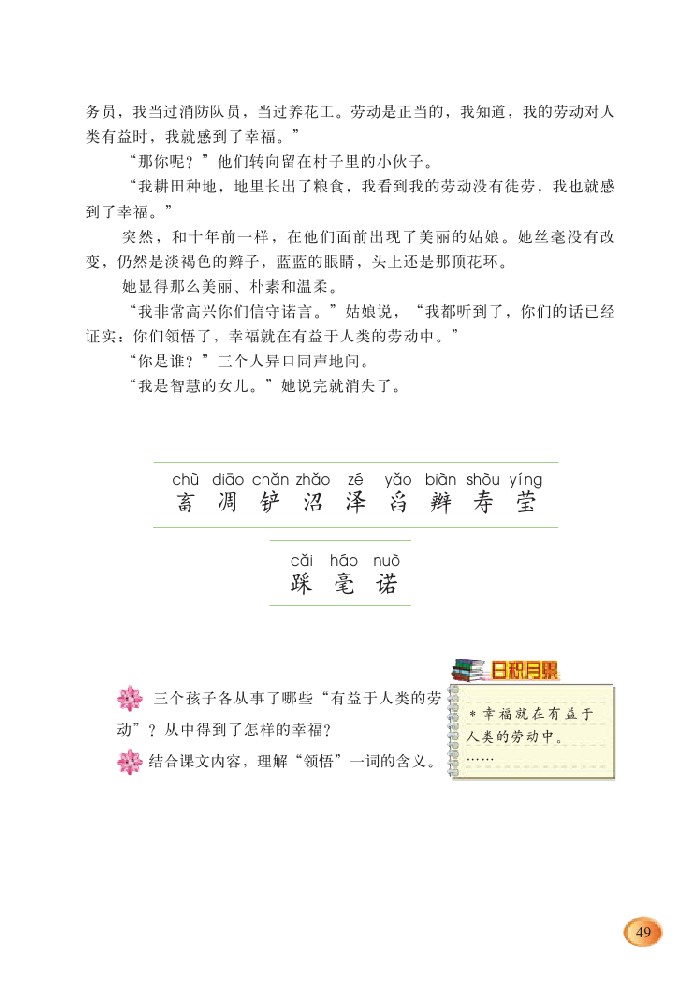 务员，我当过消防队员，当过养花工。劳动是正当的，我知道，我的劳动对人
类有益时，我就感到了幸福。”
“那你呢？”他们转向留在村子里的小伙子。
“我耕田种地，地里长出了粮食，我看到我的劳动没有徒劳．我也就感
到了幸福。”
突然，和十年前一样，在他们面前出现了美丽的姑娘。她丝毫没有改
变，仍然是淡褐色的辫子，蓝蓝的眼睛，头上还是那顶花环。
她显得那么美丽、朴素和温柔。
“我非常高兴你们信守诺言。”姑娘说，“我都听到了，你们的话已经
证实：你们领悟了，幸福就在有益于人类的劳动中。”
“你是谁？”三个人异口同声地问。
“我是智慧的女儿。”她说完就消失了。
chù diāo chǎn zhǎo zé yǎo biàn shòu yíng
畜 凋 铲 沼 泽 舀 辫 寿 莹
cǎi háo nuò
踩 毫 诺
三个孩子各从事了哪些“有益于人类的劳
动”？从中得到了怎样的幸福？
结合课文内容，理解“领悟”一词的含义。
日积月累
＊幸福就在有益于
人类的劳动中。
……
49